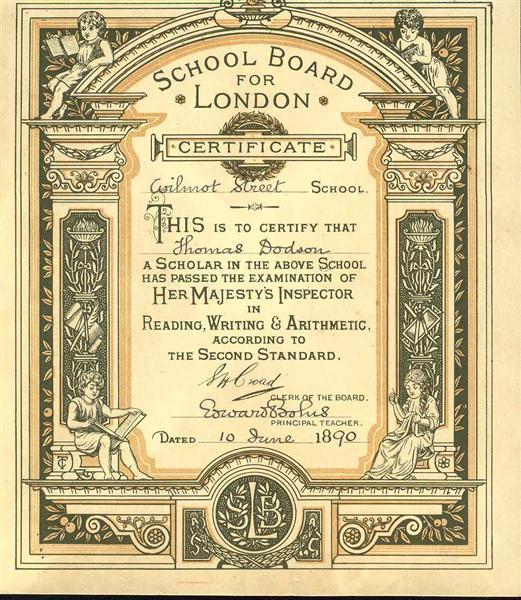 SCHOOL BOARD
FOR
LONDON
CERTIFICATE
Wilmot Street SCHOOL.
THIS IS TO CERTIFY THAT
Thomas Dodson
A SCHOLAR IN THE ABOVE SCHOOL
HAS PASSED THE EXAMINATION OF
HER MAJESTY'S INSPECTOR
IN
READING, WRITING & ARITHMETIC,
ACCORDING TO
THE SECOND STANDARD.
CLERK OF THE BOARD.
Edward
PRINCIPAL TEACHER.
DATED 10 June 1890
SLB